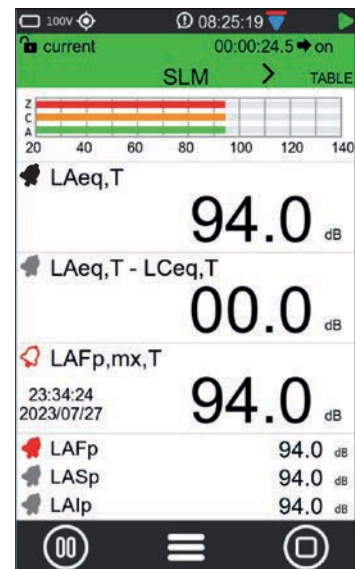 100V 08:25:19
current 00:00:24.5 on
SLM > TABLE
Z
C
A
20 40 60 80 100 120 140
LAeq,T
94.0 dB
LAeq,T - LCeq,T
00.0 dB
LAFp,mx,T
23:34:24
2023/07/27
94.0 dB
LAFp 94.0 dB
LASp 94.0 dB
LAIp 94.0 dB